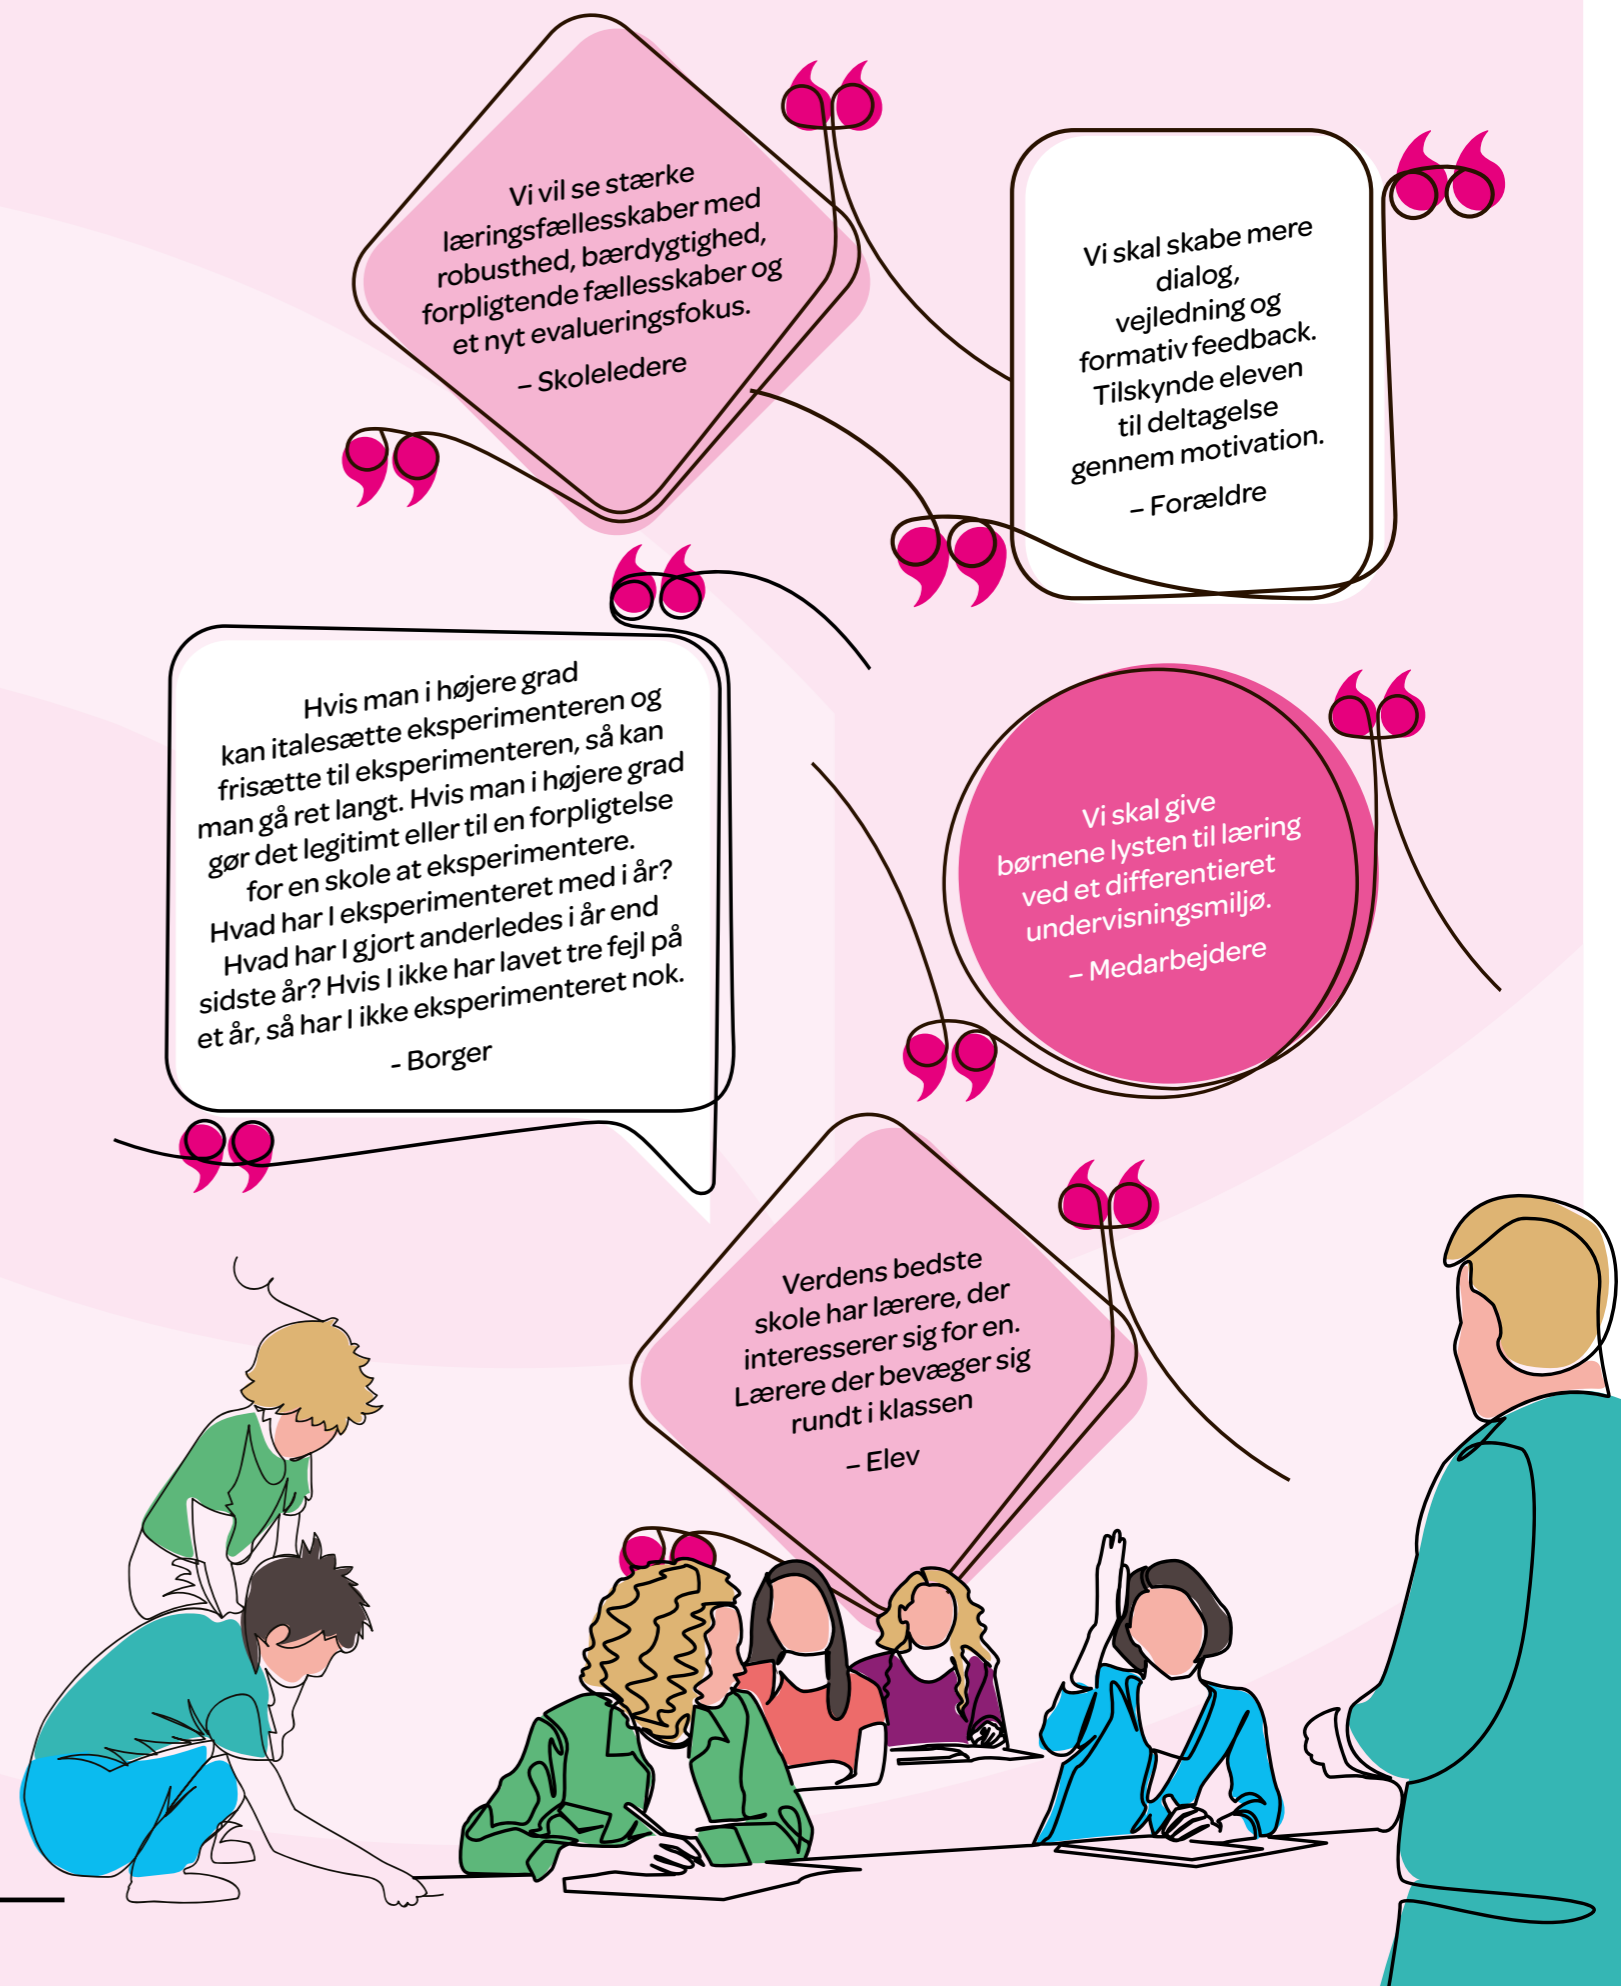 Vi vil se stærke
læringsfællesskaber med
robusthed, bærdygtighed,
forpligtende fællesskaber og
et nyt evalueringsfokus.
– Skoleledere
Vi skal skabe mere
dialog,
vejledning og
formativ feedback.
Tilskynde eleven
til deltagelse
gennem motivation.
– Forældre
Hvis man i højere grad
kan italesætte eksperimenteren og
frisætte til eksperimenteren, så kan
man gå ret langt. Hvis man i højere grad
gør det legitimt eller til en forpligtelse
for en skole at eksperimentere.
Hvad har I eksperimenteret med i år?
Hvad har I gjort anderledes i år end
sidste år? Hvis I ikke har lavet tre fejl på
et år, så har I ikke eksperimenteret nok.
- Borger
Vi skal give
børnene lysten til læring
ved et differentieret
undervisningsmiljø.
– Medarbejdere
Verdens bedste
skole har lærere, der
interesserer sig for en.
Lærere der bevæger sig
rundt i klassen
– Elev